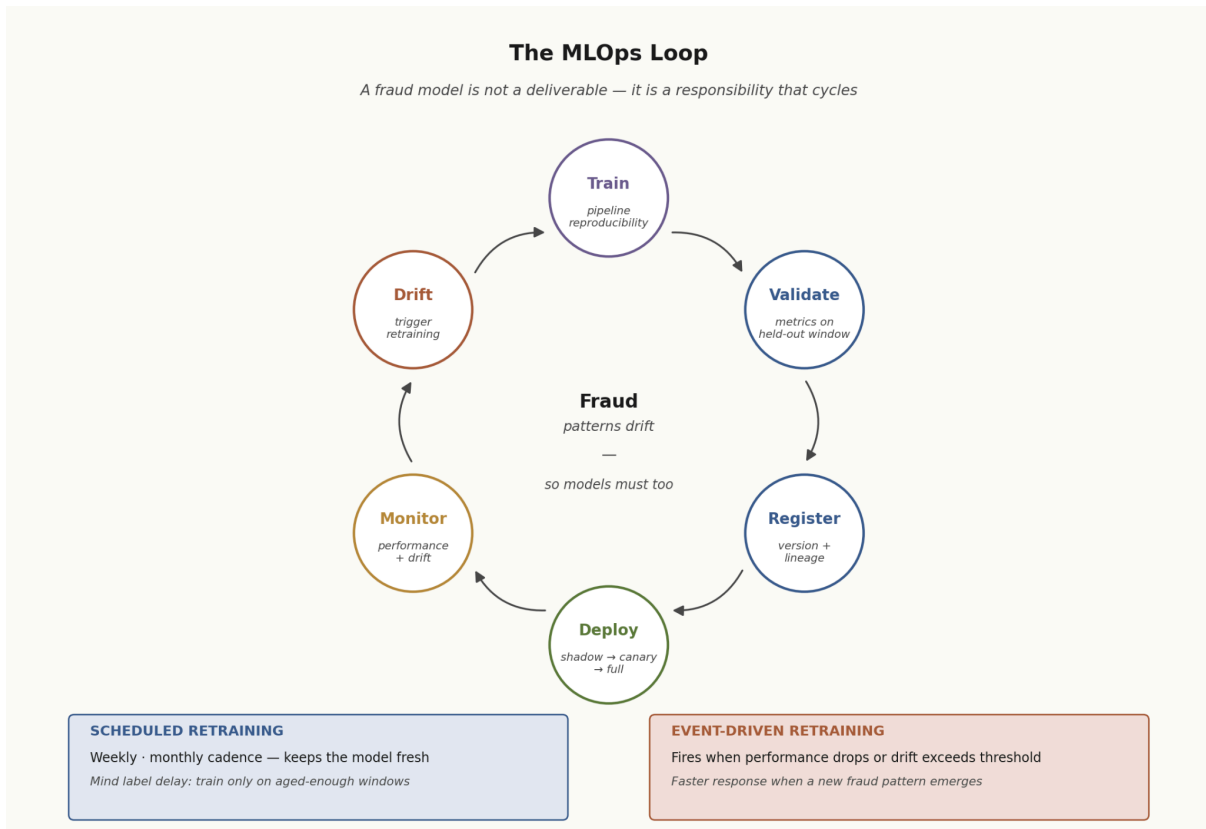 The MLOps Loop
A fraud model is not a deliverable — it is a responsibility that cycles
Train
pipeline
reproducibility
Drift
trigger
retraining
Validate
metrics on
held-out window
Fraud
patterns drift
—
so models must too
Monitor
performance
+ drift
Register
version +
lineage
Deploy
shadow → canary
→ full
SCHEDULED RETRAINING
Weekly · monthly cadence — keeps the model fresh
Mind label delay: train only on aged-enough windows
EVENT-DRIVEN RETRAINING
Fires when performance drops or drift exceeds threshold
Faster response when a new fraud pattern emerges